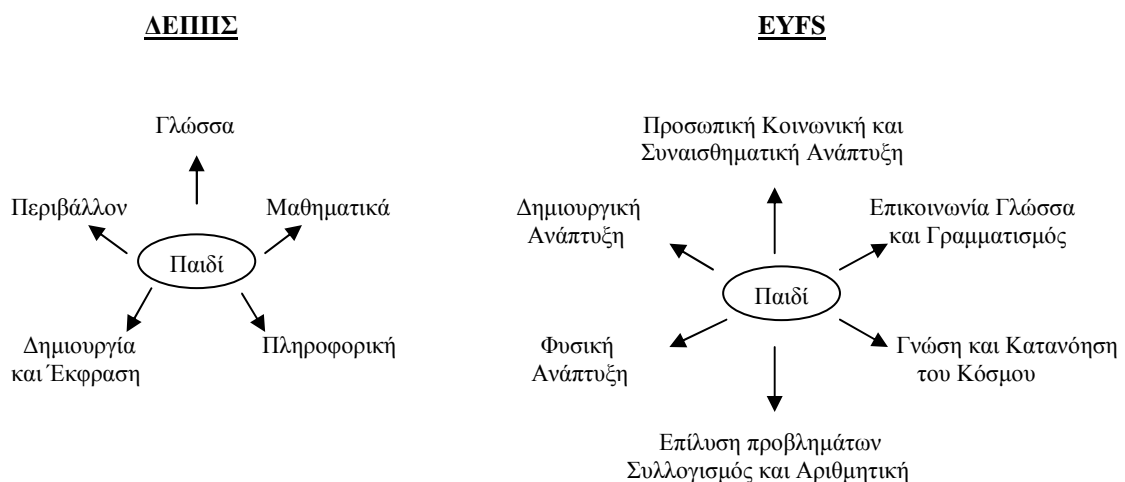 ΔΕΠΠΣ
Γλώσσα
Περιβάλλον
Μαθηματικά
Παιδί
Δημιουργία
και Έκφραση
Πληροφορική
EYFS
Προσωπική Κοινωνική και
Συναισθηματική Ανάπτυξη
Δημιουργική
Ανάπτυξη
Επικοινωνία Γλώσσα
και Γραμματισμός
Παιδί
Φυσική
Ανάπτυξη
Γνώση και Κατανόηση
του Κόσμου
Επίλυση προβλημάτων
Συλλογισμός και Αριθμητική